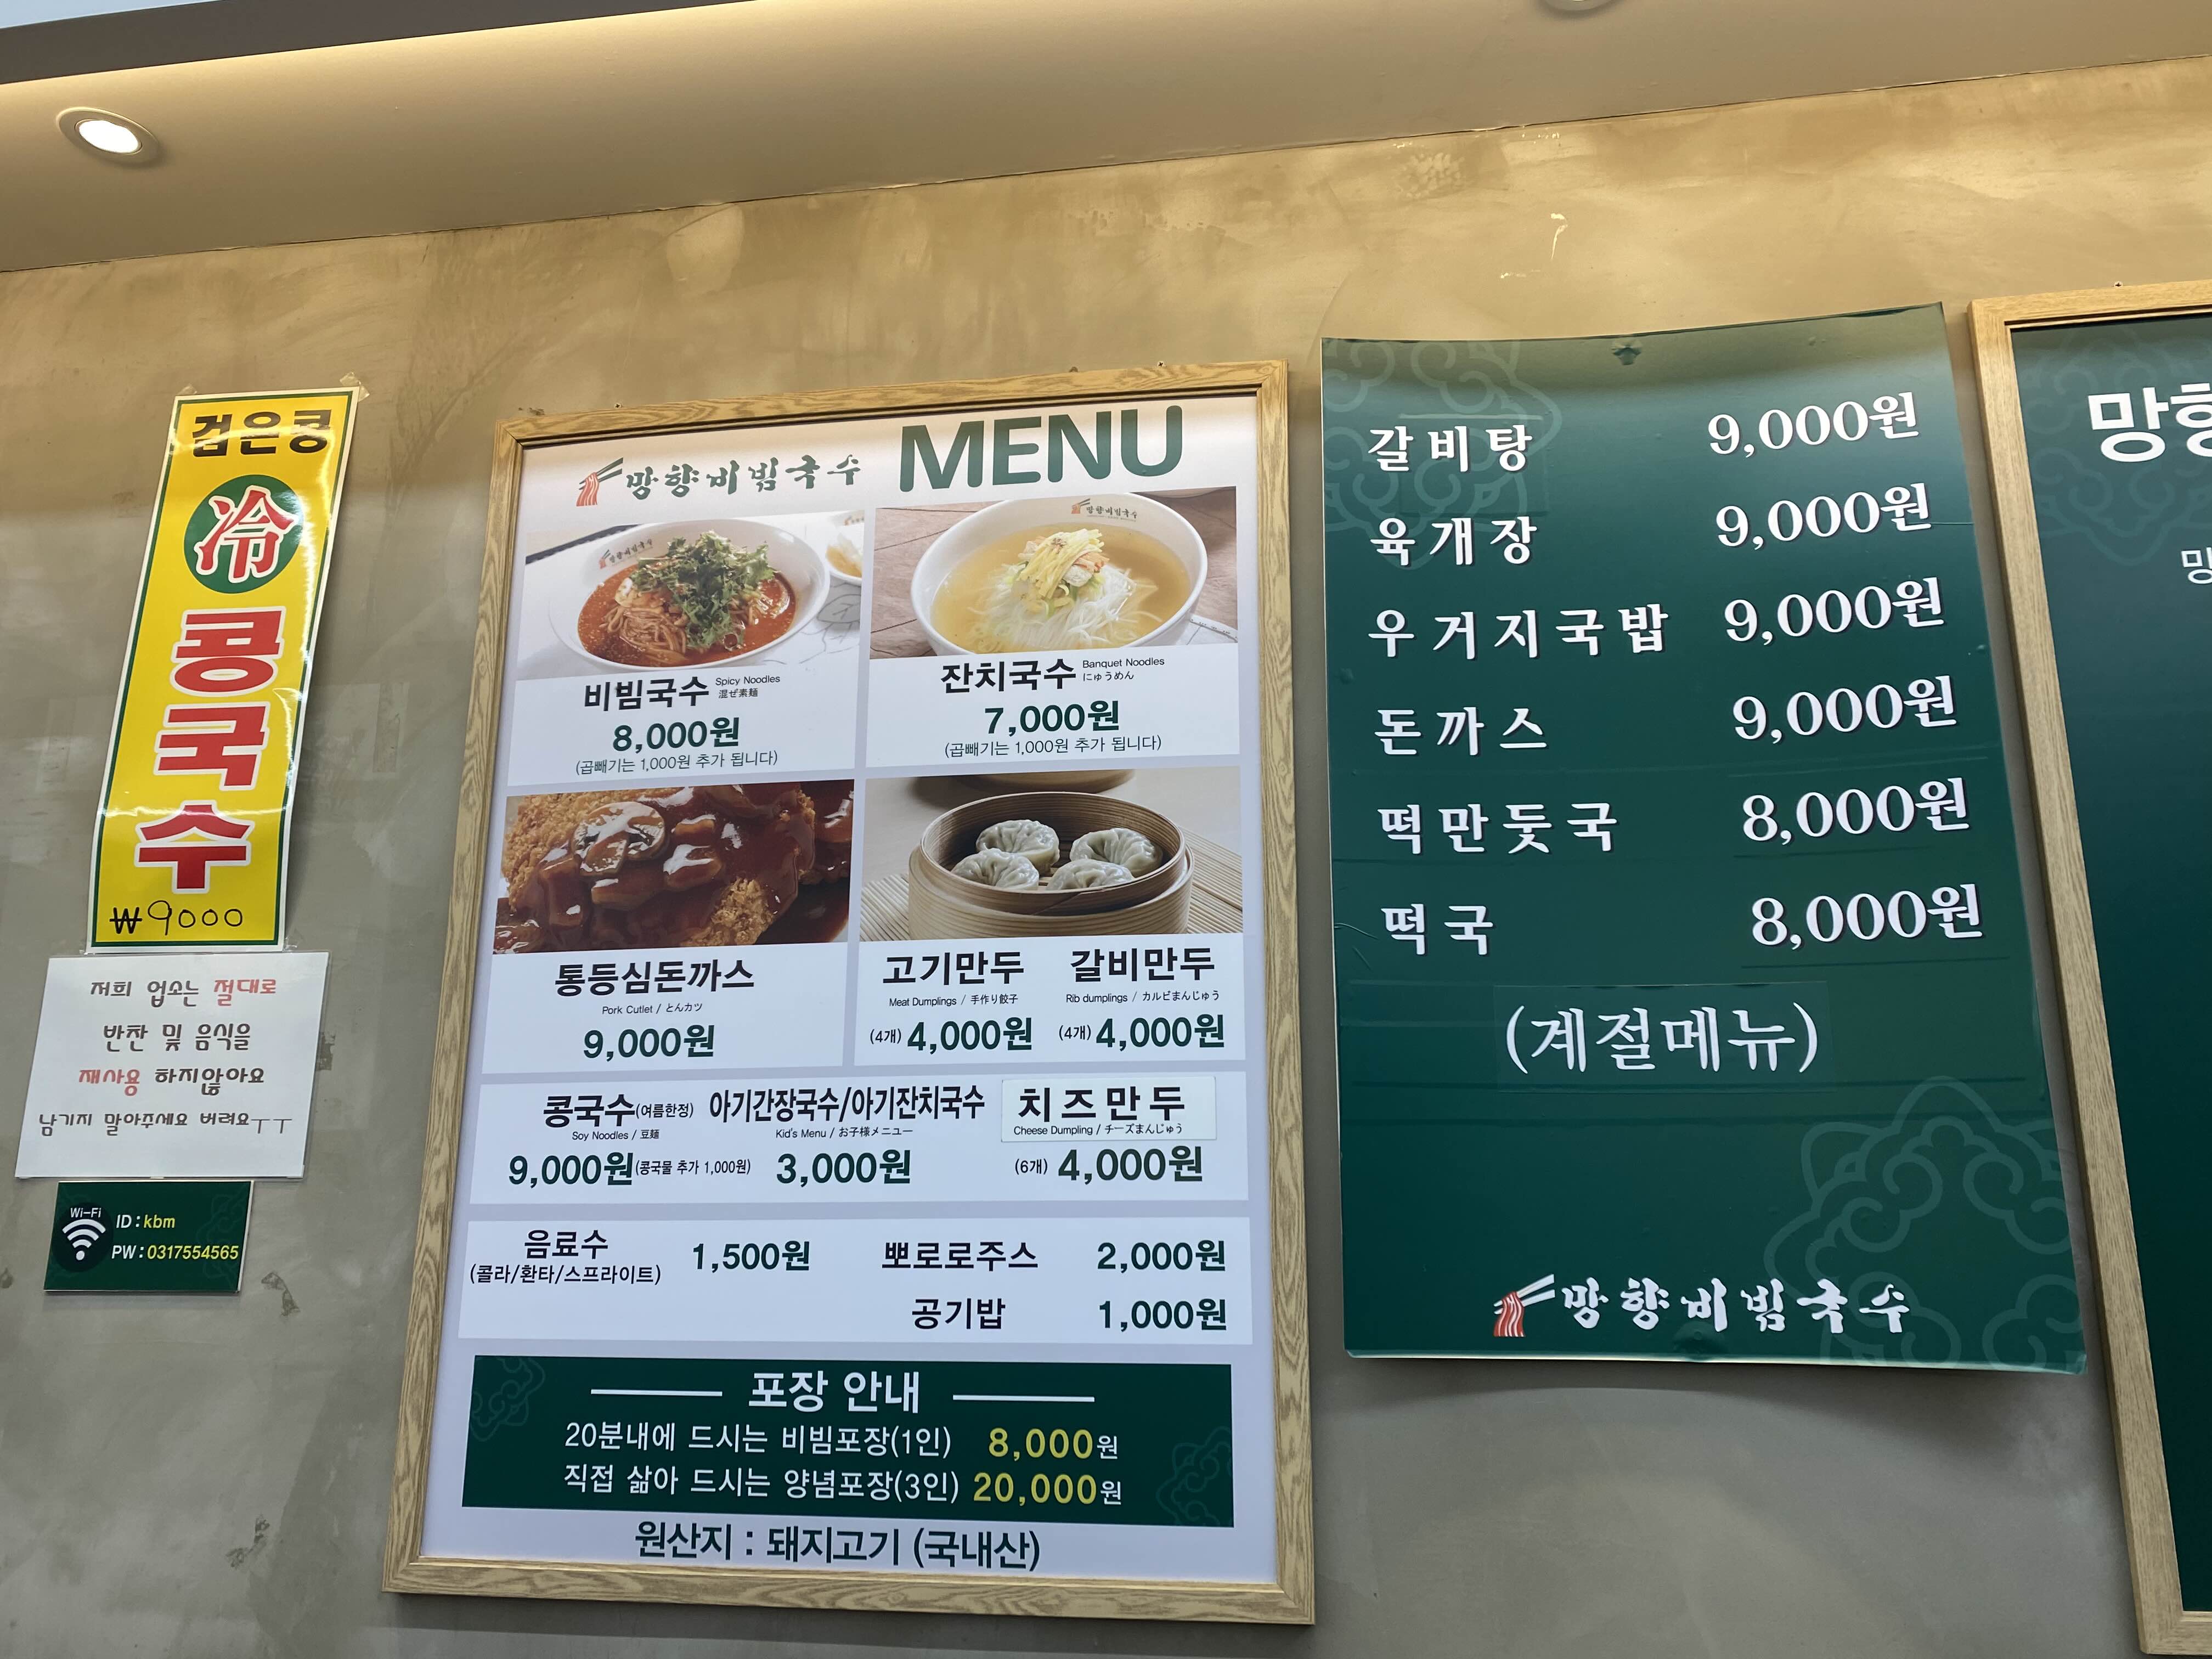 검은콩
冷
콩
국
수
₩9000
저희 업소는 절대로
반찬 및 음식을
재사용 하지않아요
남기지 말아주세요 버려요ㅜㅜ
Wi-Fi
ID : kbm
PW : 0317554565
망향비빔국수 MENU
망향비빔국수
망향비빔국수
비빔국수 Spicy Noodles
混ぜ素麺
8,000원
(곱빼기는 1,000원 추가 됩니다)
잔치국수 Banquet Noodles
にゅうめん
7,000원
(곱빼기는 1,000원 추가 됩니다)
통등심돈까스
Pork Cutlet / とんカツ
9,000원
고기만두
Meat Dumplings / 手作り餃子
(4개) 4,000원
갈비만두
Rib dumplings / カルビまんじゅう
(4개) 4,000원
콩국수(여름한정)
Soy Noodles / 豆麺
9,000원(콩국물 추가 1,000원)
아기간장국수/아기잔치국수
Kid's Menu / お子様メニュー
3,000원
치즈만두
Cheese Dumpling / チーズまんじゅう
(6개) 4,000원
음료수 1,500원
(콜라/환타/스프라이트)
뽀로로주스 2,000원
공기밥 1,000원
포장 안내
20분내에 드시는 비빔포장(1인) 8,000원
직접 삶아 드시는 양념포장(3인) 20,000원
원산지 : 돼지고기 (국내산)
갈비탕 9,000원
육개장 9,000원
우거지국밥 9,000원
돈까스 9,000원
떡만둣국 8,000원
떡국 8,000원
(계절메뉴)
망향비빔국수
망향
망